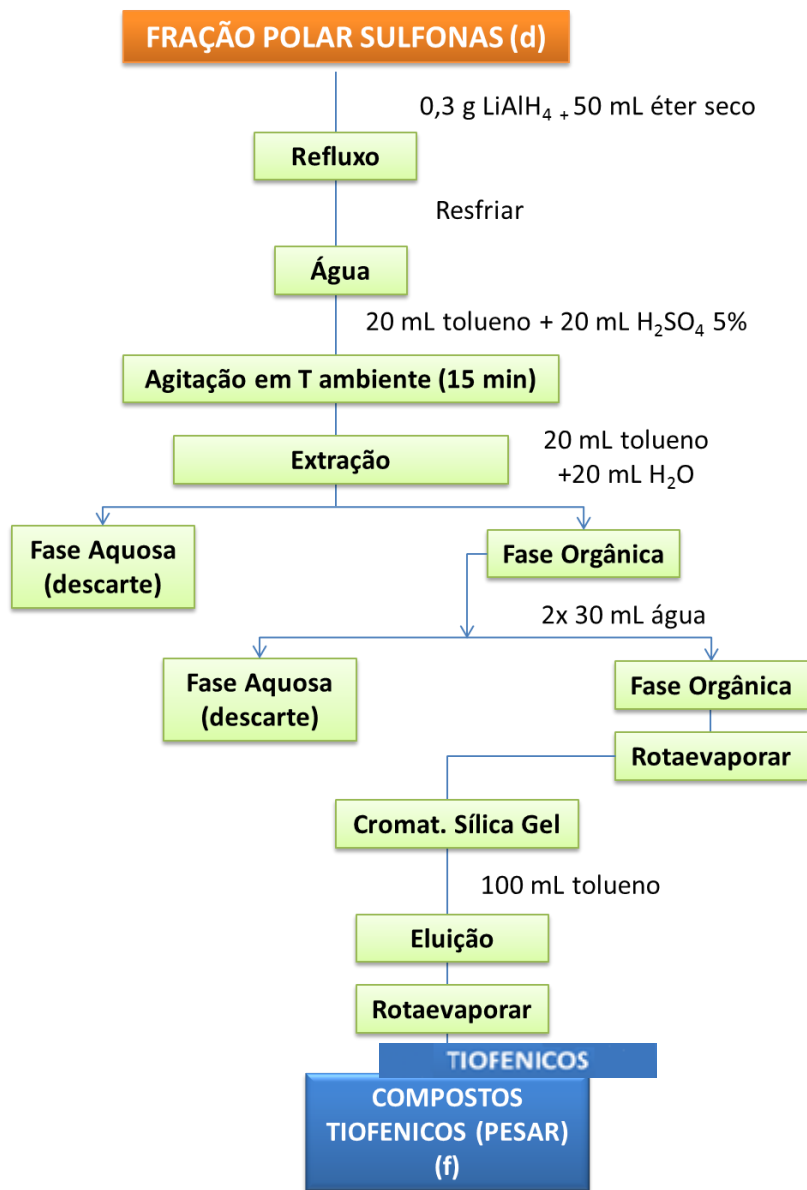 FRAÇÃO POLAR SULFONAS (d)
0,3 g LiAlH4 + 50 mL éter seco
Refluxo
Resfriar
Água
20 mL tolueno + 20 mL H2SO4 5%
Agitação em T ambiente (15 min)
20 mL tolueno
+20 mL H2O
Extração
Fase Aquosa
(descarte)
Fase Orgânica
2x 30 mL água
Fase Aquosa
(descarte)
Fase Orgânica
Rotaevaporar
Cromat. Sílica Gel
100 mL tolueno
Eluição
Rotaevaporar
TIOFENICOS
COMPOSTOS
TIOFENICOS (PESAR)
(f)